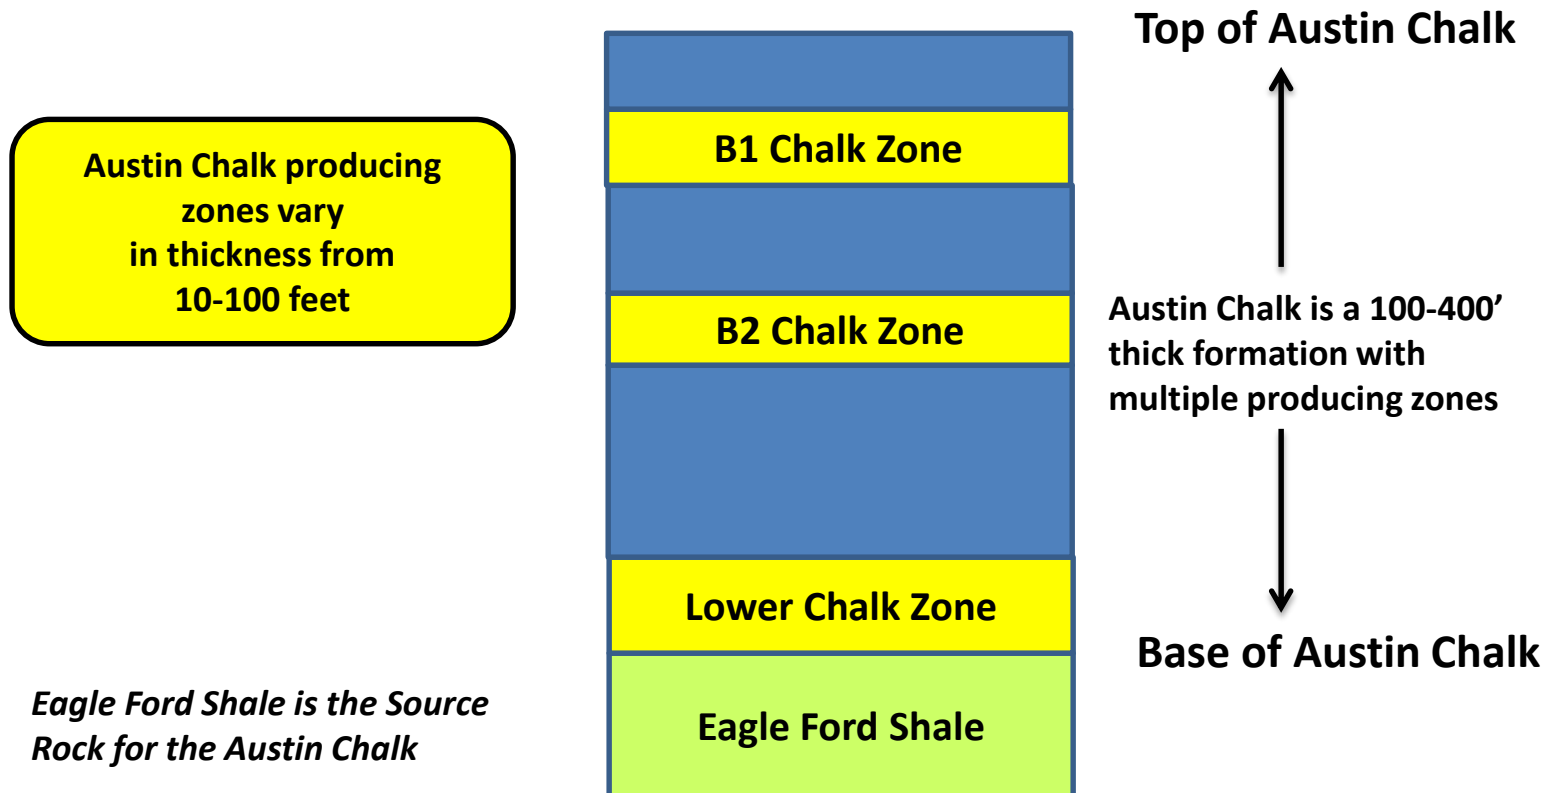 Top of Austin Chalk
B1 Chalk Zone
Austin Chalk producing
zones vary
in thickness from
10-100 feet
B2 Chalk Zone
Austin Chalk is a 100-400’
thick formation with
multiple producing zones
Lower Chalk Zone
Base of Austin Chalk
Eagle Ford Shale is the Source
Rock for the Austin Chalk
Eagle Ford Shale